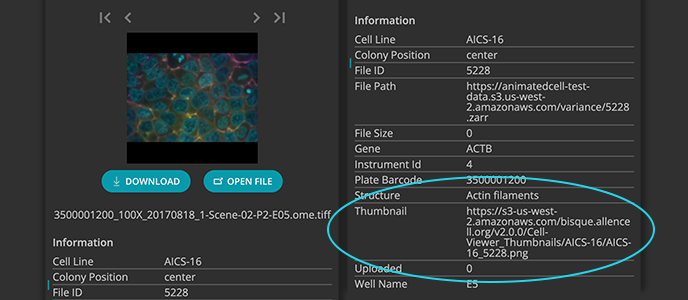 DOWNLOAD
OPEN FILE
3500001200_100X_20170818_1-Scene-02-P2-E05.ome.tiff
Information
Cell Line AICS-16
Colony Position center
File ID 5228
Information
Cell Line AICS-16
Colony Position center
File ID 5228
File Path https://animatedcell-test-
data.s3.us-west-
2.amazonaws.com/variance/5228
.zarr
File Size 0
Gene ACTB
Instrument Id 4
Plate Barcode 3500001200
Structure Actin filaments
Thumbnail https://s3-us-west-
2.amazonaws.com/bisque.allence
ll.org/v2.0.0/Cell-
Viewer_Thumbnails/AICS-16/AICS-
16_5228.png
Uploaded 0
Well Name E5